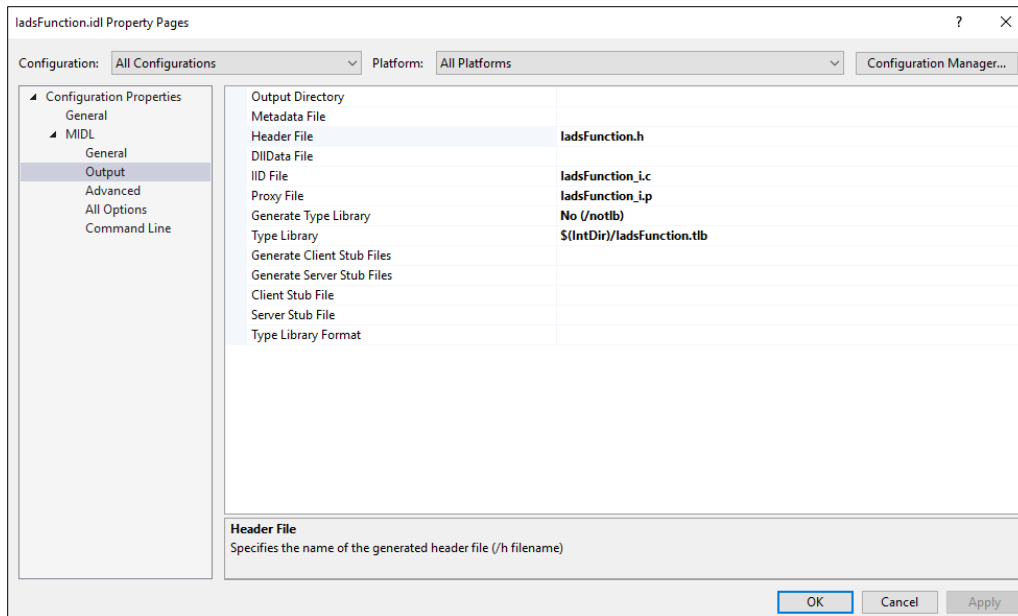 IadsFunction.idl Property Pages ? ×
Configuration: All Configurations Platform: All Platforms Configuration Manager...
Configuration Properties
General
MIDL
General
Output
Advanced
All Options
Command Line
Output Directory
Metadata File
Header File IadsFunction.h
DllData File
IID File IadsFunction_i.c
Proxy File IadsFunction_i.p
Generate Type Library No (/notlb)
Type Library $(IntDir)/IadsFunction.tlb
Generate Client Stub Files
Generate Server Stub Files
Client Stub File
Server Stub File
Type Library Format
Header File
Specifies the name of the generated header file (/h filename)
OK Cancel Apply